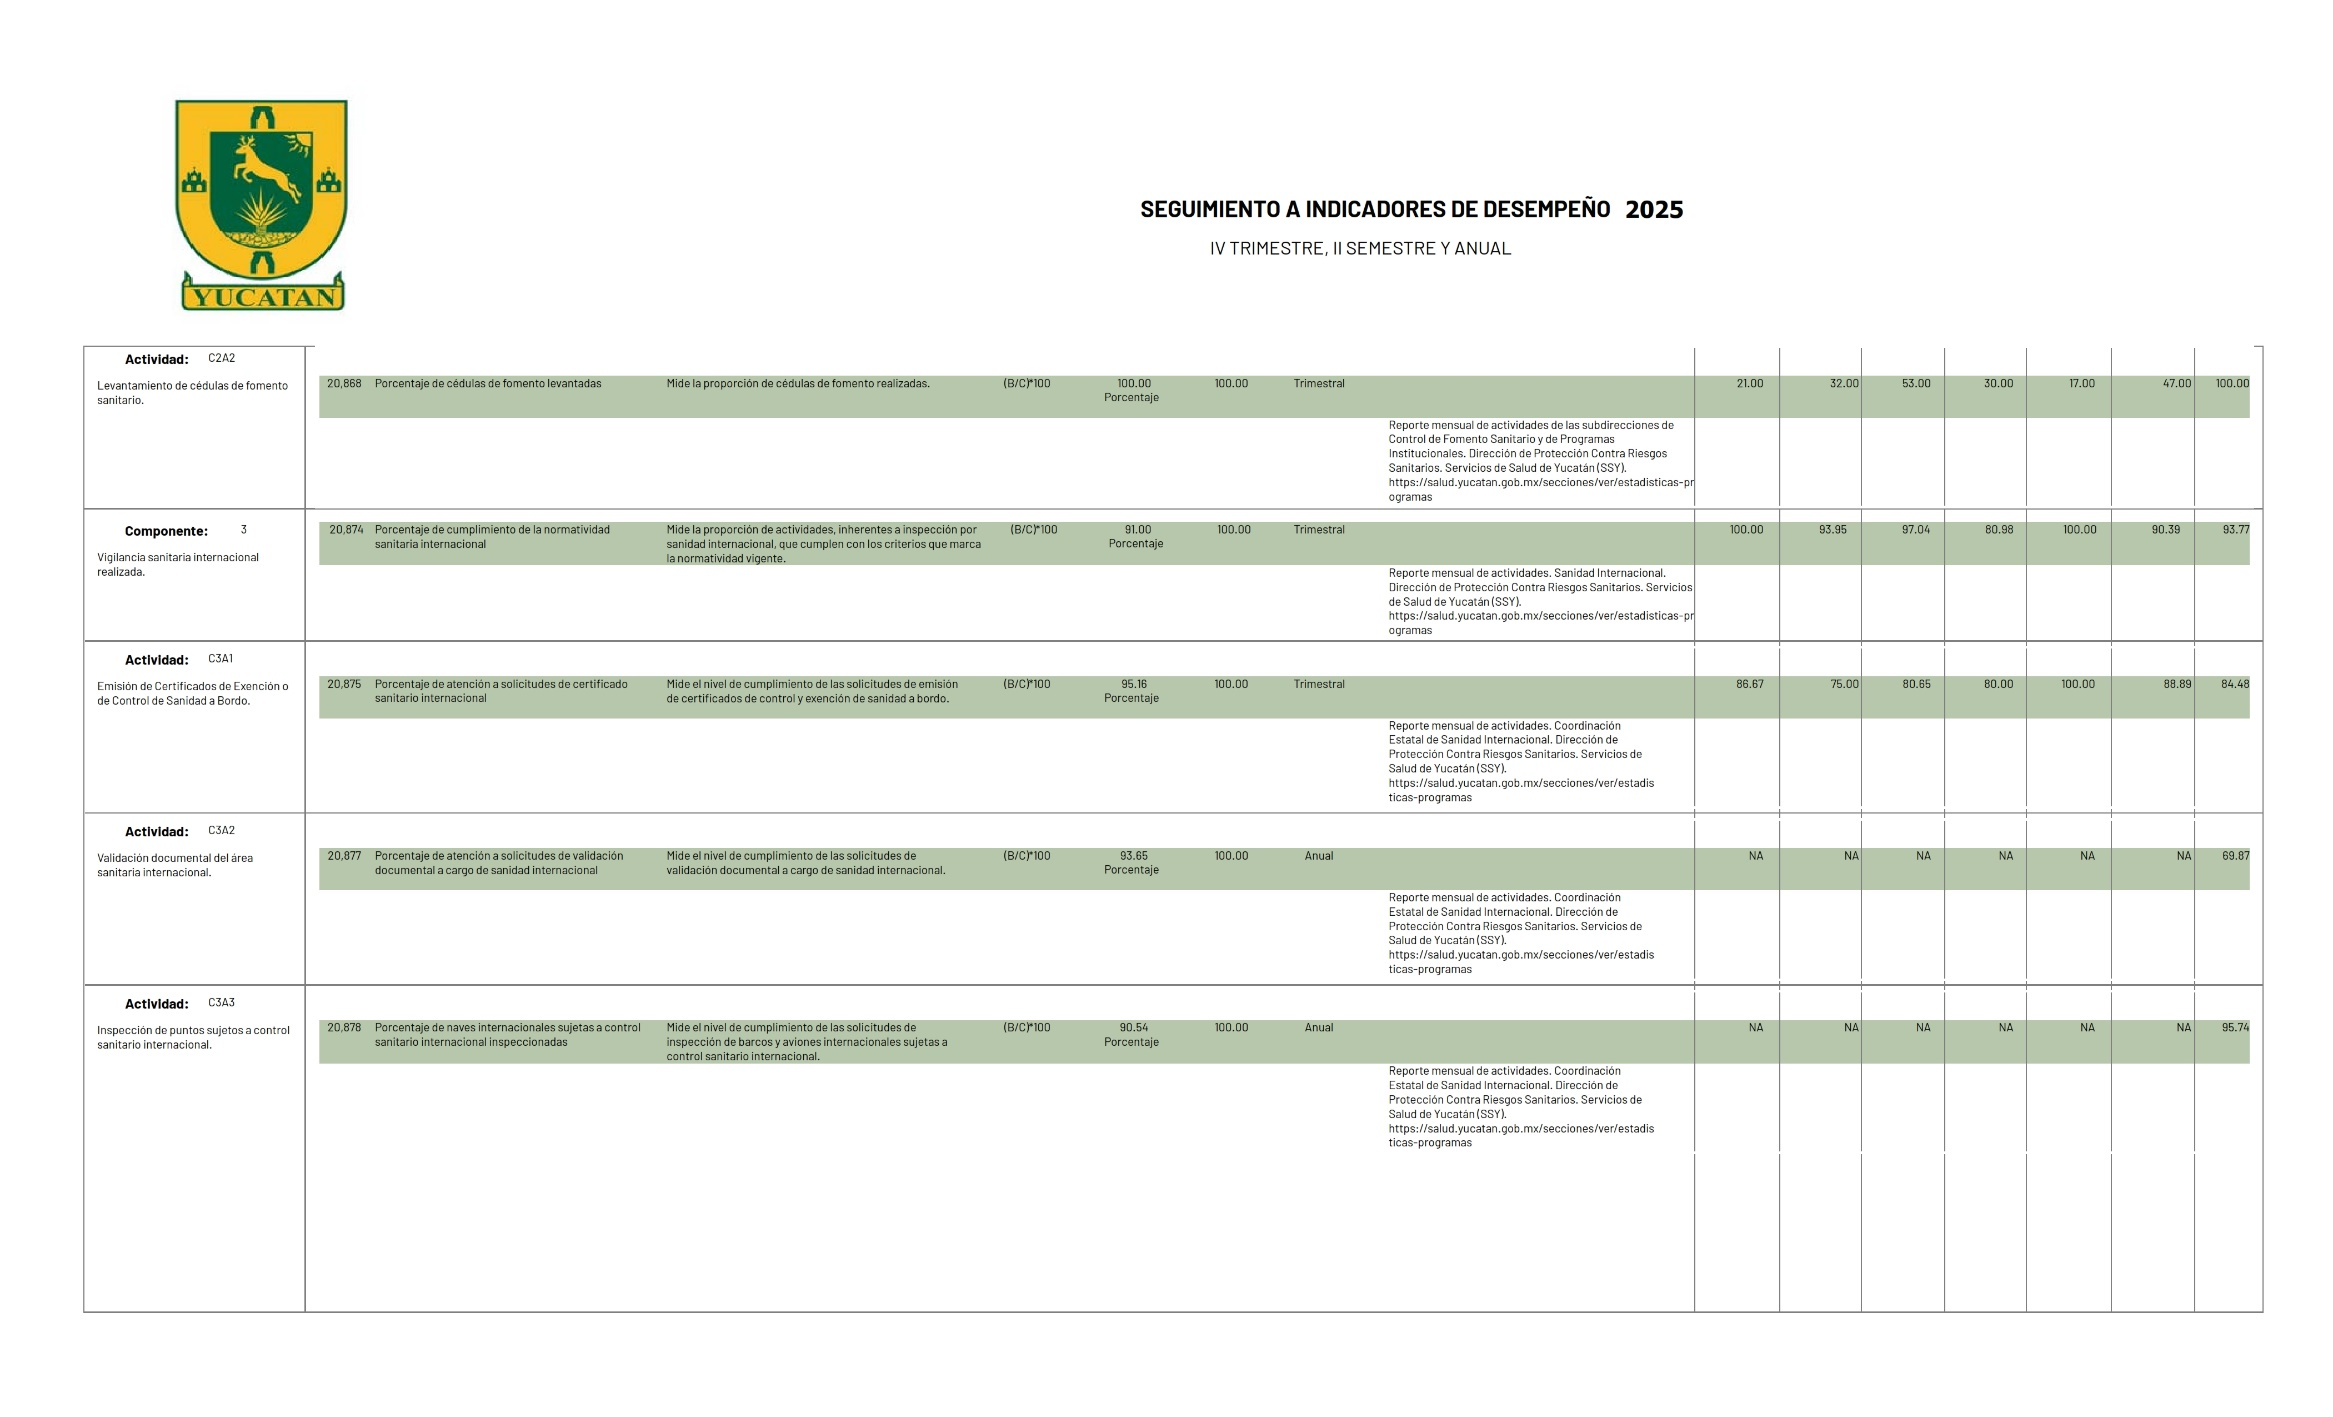 YUCATAN
SEGUIMIENTO A INDICADORES DE DESEMPEÑO 2025
IV TRIMESTRE, II SEMESTRE Y ANUAL
Actividad: C2A2
Levantamiento de cédulas de fomento
sanitario.
20,868 Porcentaje de cédulas de fomento levantadas Mide la proporción de cédulas de fomento realizadas. (B/C)*100 100.00 100.00 Trimestral 21.00 32.00 53.00 30.00 17.00 47.00 100.00
Porcentaje
Reporte mensual de actividades de las subdirecciones de
Control de Fomento Sanitario y de Programas
Institucionales. Dirección de Protección Contra Riesgos
Sanitarios. Servicios de Salud de Yucatán (SSY).
https://salud.yucatan.gob.mx/secciones/ver/estadisticas-pr
ogramas
Componente: 3
Vigilancia sanitaria internacional
realizada.
20,874 Porcentaje de cumplimiento de la normatividad Mide la proporción de actividades, inherentes a inspección por (B/C)*100 91.00 100.00 Trimestral 100.00 93.95 97.04 80.98 100.00 90.39 93.77
sanitaria internacional sanidad internacional, que cumplen con los criterios que marca Porcentaje
la normatividad vigente.
Reporte mensual de actividades. Sanidad Internacional.
Dirección de Protección Contra Riesgos Sanitarios. Servicios
de Salud de Yucatán (SSY).
https://salud.yucatan.gob.mx/secciones/ver/estadisticas-pr
ogramas
Actividad: C3A1
Emisión de Certificados de Exención o
de Control de Sanidad a Bordo.
20,875 Porcentaje de atención a solicitudes de certificado Mide el nivel de cumplimiento de las solicitudes de emisión (B/C)*100 95.16 100.00 Trimestral 86.67 75.00 80.65 80.00 100.00 88.89 84.48
sanitario internacional de certificados de control y exención de sanidad a bordo. Porcentaje
Reporte mensual de actividades. Coordinación
Estatal de Sanidad Internacional. Dirección de
Protección Contra Riesgos Sanitarios. Servicios de
Salud de Yucatán (SSY).
https://salud.yucatan.gob.mx/secciones/ver/estadis
ticas-programas
Actividad: C3A2
Validación documental del área
sanitaria internacional.
20,877 Porcentaje de atención a solicitudes de validación Mide el nivel de cumplimiento de las solicitudes de (B/C)*100 93.65 100.00 Anual NA NA NA NA NA NA 69.87
documental a cargo de sanidad internacional validación documental a cargo de sanidad internacional. Porcentaje
Reporte mensual de actividades. Coordinación
Estatal de Sanidad Internacional. Dirección de
Protección Contra Riesgos Sanitarios. Servicios de
Salud de Yucatán (SSY).
https://salud.yucatan.gob.mx/secciones/ver/estadis
ticas-programas
Actividad: C3A3
Inspección de puntos sujetos a control
sanitario internacional.
20,878 Porcentaje de naves internacionales sujetas a control Mide el nivel de cumplimiento de las solicitudes de (B/C)*100 90.54 100.00 Anual NA NA NA NA NA NA 95.74
sanitario internacional inspeccionadas inspección de barcos y aviones internacionales sujetas a Porcentaje
control sanitario internacional.
Reporte mensual de actividades. Coordinación
Estatal de Sanidad Internacional. Dirección de
Protección Contra Riesgos Sanitarios. Servicios de
Salud de Yucatán (SSY).
https://salud.yucatan.gob.mx/secciones/ver/estadis
ticas-programas